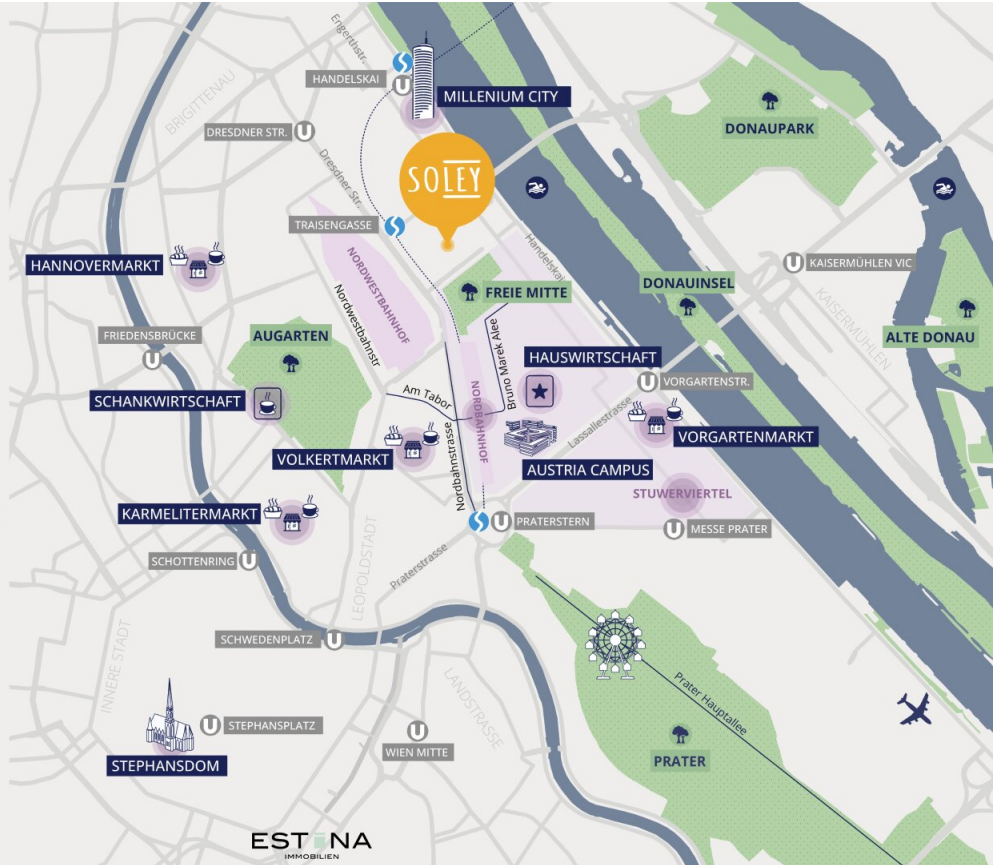 Engerthstr.
HANDELSKAI
MILLENIUM CITY
BRIGITTENAU
DRESDNER STR.
DONAUPARK
Dresdner Str.
SOLEY
TRAISENGASSE
HANNOVERMARKT
NORDWESTBAHNHOF
Handelskai
KAISERMÜHLEN VIC
FREIE MITTE
DONAUINSEL
KAISERMÜHLEN
Nordwestbahnstr
FRIEDENSBRÜCKE
AUGARTEN
ALTE DONAU
Bruno Marek Alee
HAUSWIRTSCHAFT
VORGARTENSTR.
SCHANKWIRTSCHAFT
Am Tabor
NORDBAHNHOF
Lassallestrasse
VORGARTENMARKT
VOLKERTMARKT
Nordbahnstrasse
AUSTRIA CAMPUS
STUWERVIERTEL
KARMELITERMARKT
PRATERSTERN
MESSE PRATER
SCHOTTENRING
LEOPOLDSTADT
Praterstrasse
SCHWEDENPLATZ
INNERE STADT
LANDSTRASSE
Prater Hauptallee
STEPHANSPLATZ
WIEN MITTE
STEPHANSDOM
PRATER
ESTINA
IMMOBILIEN
U
U
U
U
U
U
U
U
U
U
U
U